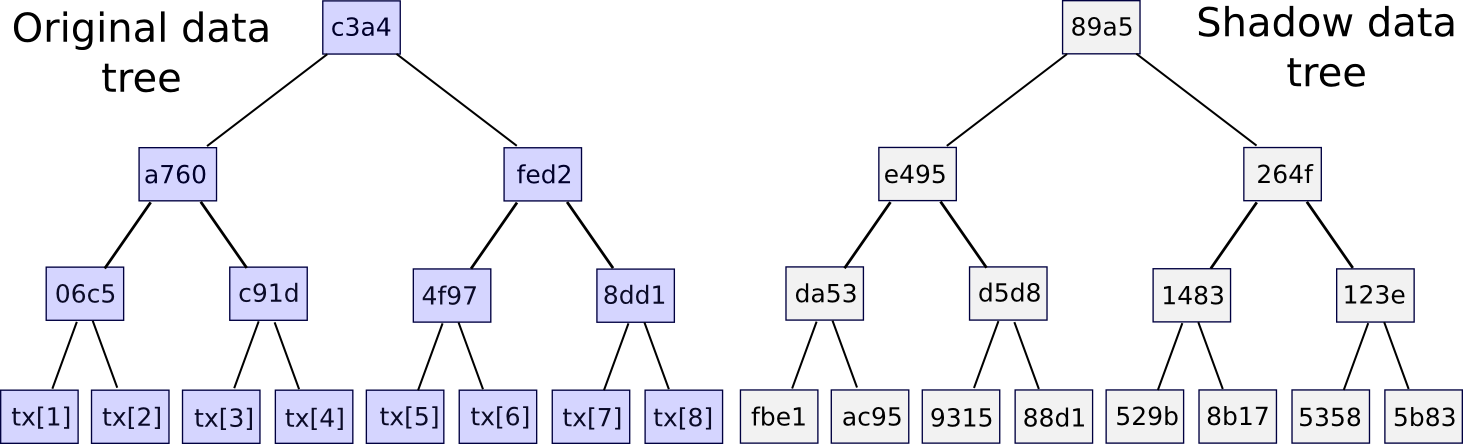 Original data
tree
c3a4
a760
fed2
06c5
c91d
4f97
8dd1
tx[1]
tx[2]
tx[3]
tx[4]
tx[5]
tx[6]
tx[7]
tx[8]
Shadow data
tree
89a5
e495
264f
da53
d5d8
1483
123e
fbe1
ac95
9315
88d1
529b
8b17
5358
5b83